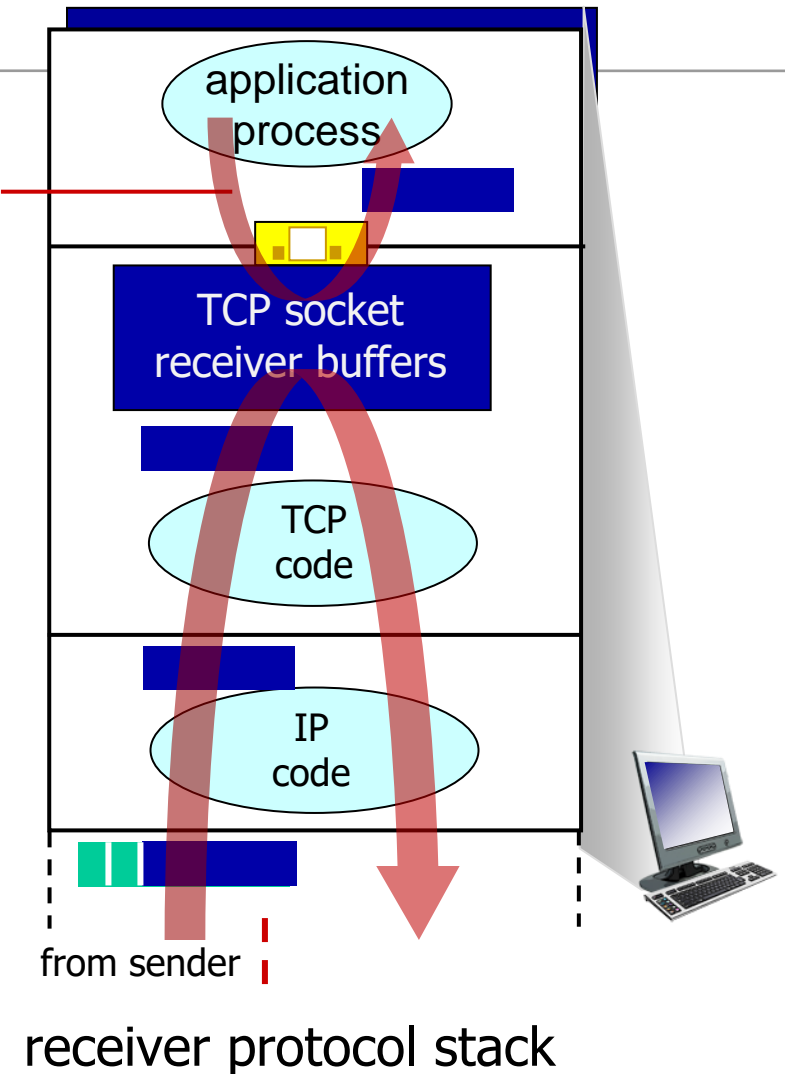 application
process
TCP socket
receiver buffers
TCP
code
IP
code
from sender
receiver protocol stack